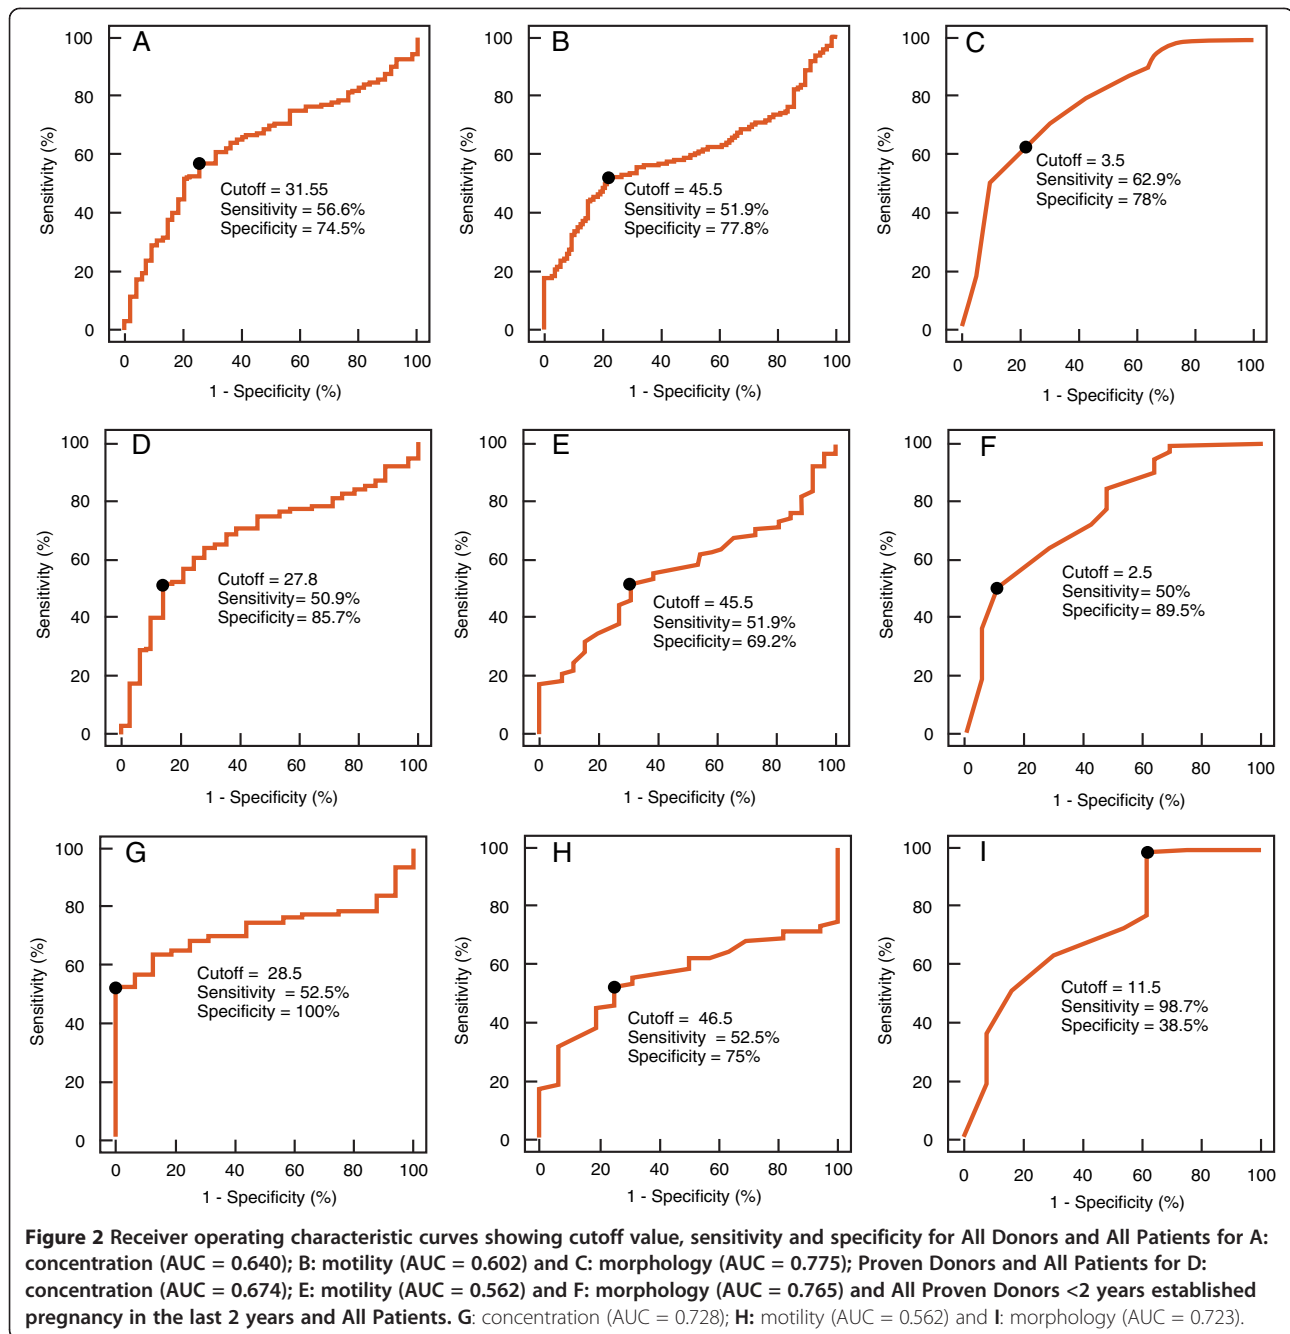 A
100
80
60
40
20
0
Sensitivity (%)
Cutoff = 31.55
Sensitivity = 56.6%
Specificity = 74.5%
0 20 40 60 80 100
1 - Specificity (%)
B
100
80
60
40
20
0
Sensitivity (%)
Cutoff = 45.5
Sensitivity = 51.9%
Specificity = 77.8%
0 20 40 60 80 100
1 - Specificity (%)
C
100
80
60
40
20
0
Sensitivity (%)
Cutoff = 3.5
Sensitivity = 62.9%
Specificity = 78%
0 20 40 60 80 100
1 - Specificity (%)
D
100
80
60
40
20
0
Sensitivity (%)
Cutoff = 27.8
Sensitivity = 50.9%
Specificity = 85.7%
0 20 40 60 80 100
1 - Specificity (%)
E
100
80
60
40
20
0
Sensitivity (%)
Cutoff = 45.5
Sensitivity = 51.9%
Specificity = 69.2%
0 20 40 60 80 100
1 - Specificity (%)
F
100
80
60
40
20
0
Sensitivity (%)
Cutoff = 2.5
Sensitivity = 50%
Specificity = 89.5%
0 20 40 60 80 100
1 - Specificity (%)
G
100
80
60
40
20
0
Sensitivity (%)
Cutoff = 28.5
Sensitivity = 52.5%
Specificity = 100%
0 20 40 60 80 100
1 - Specificity (%)
H
100
80
60
40
20
0
Sensitivity (%)
Cutoff = 46.5
Sensitivity = 52.5%
Specificity = 75%
0 20 40 60 80 100
1 - Specificity (%)
I
100
80
60
40
20
0
Sensitivity (%)
Cutoff = 11.5
Sensitivity = 98.7%
Specificity = 38.5%
0 20 40 60 80 100
1 - Specificity (%)
Figure 2 Receiver operating characteristic curves showing cutoff value, sensitivity and specificity for All Donors and All Patients for A:
concentration (AUC = 0.640); B: motility (AUC = 0.602) and C: morphology (AUC = 0.775); Proven Donors and All Patients for D:
concentration (AUC = 0.674); E: motility (AUC = 0.562) and F: morphology (AUC = 0.765) and All Proven Donors <2 years established
pregnancy in the last 2 years and All Patients. G: concentration (AUC = 0.728); H: motility (AUC = 0.562) and I: morphology (AUC = 0.723).